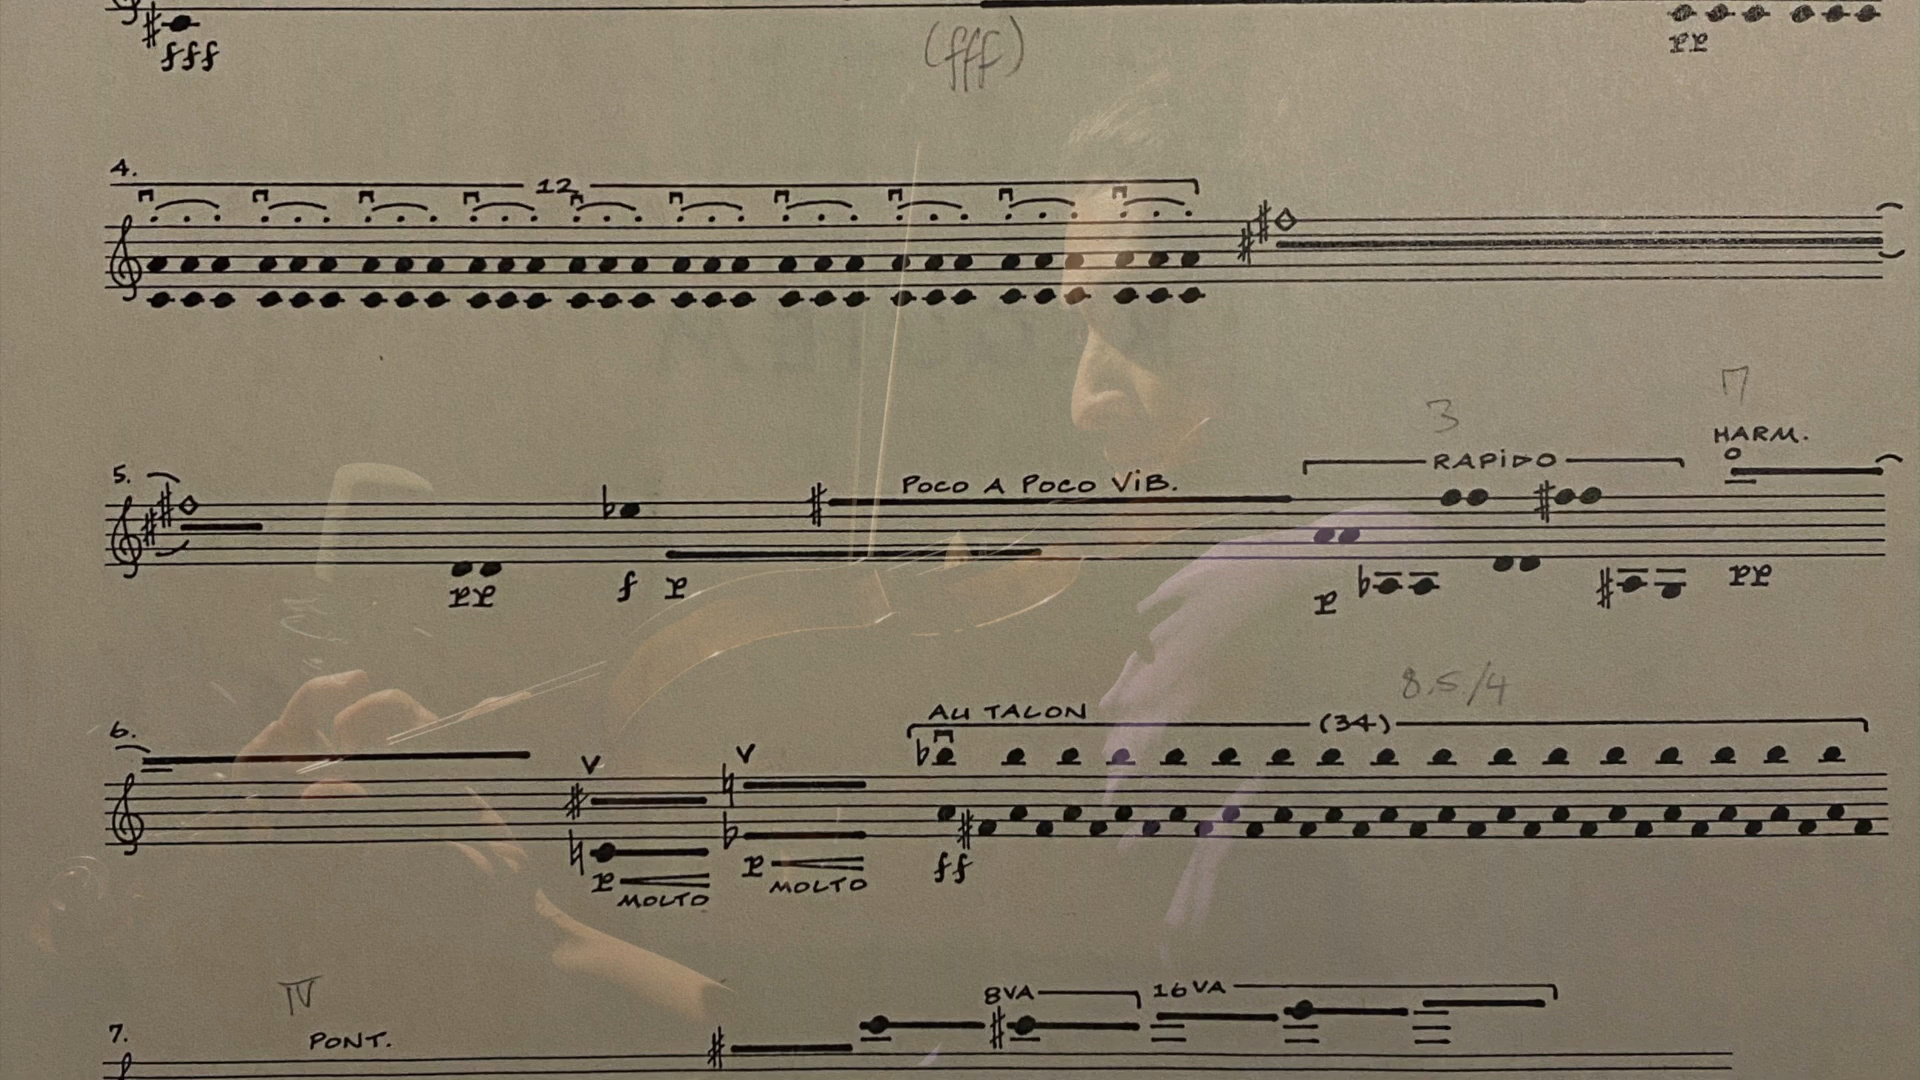 fff
(fff)
pp
4.
12
5.
pp
f
p
POCO A POCO VIB.
3
RAPIDO
p
HARM.
pp
6.
V
p
MOLTO
V
p
MOLTO
AU TALON
(34)
8.5/4
ff
7.
IV
PONT.
8VA
16VA